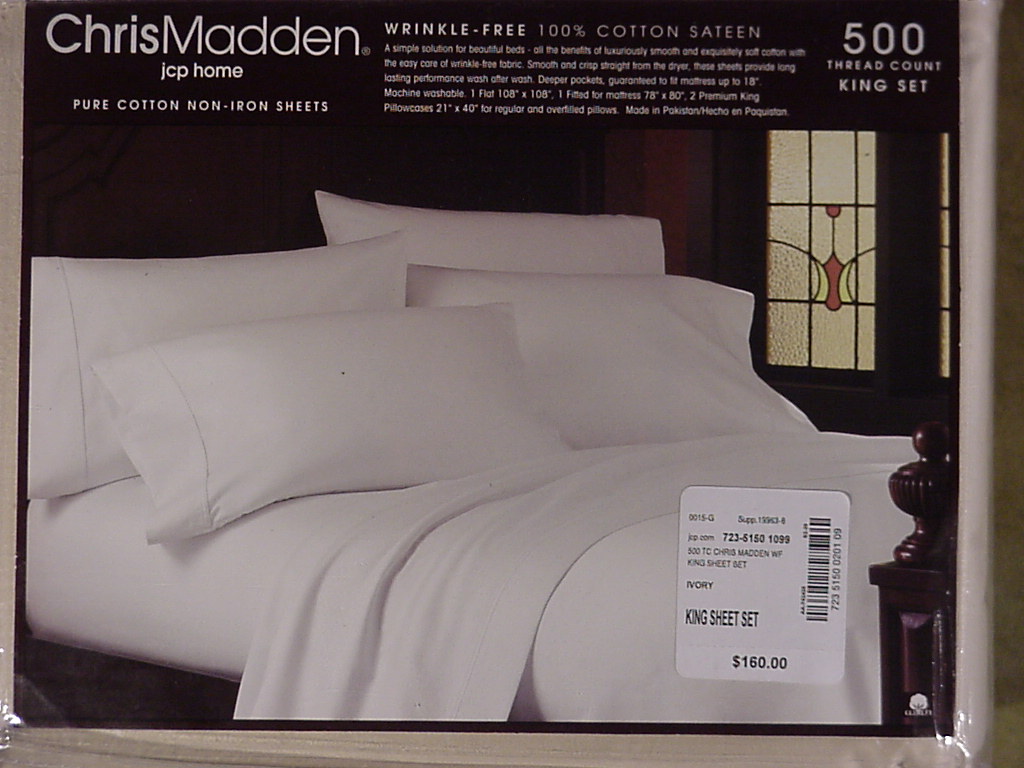 ChrisMadden®
jcp home
PURE COTTON NON-IRON SHEETS
WRINKLE-FREE 100% COTTON SATEEN
A simple solution for beautiful beds - all the benefits of luxuriously smooth and exquisitely soft cotton with
the easy care of wrinkle-free fabric. Smooth and crisp straight from the dryer, these sheets provide long
lasting performance wash after wash. Deeper pockets, guaranteed to fit mattress up to 18".
Machine washable. 1 Flat 108" x 108", 1 Fitted for mattress 78" x 80", 2 Premium King
Pillowcases 21" x 40" for regular and overfilled pillows. Made in Pakistan/Hecho en Paquistan.
500
THREAD COUNT
KING SET
0015-G Supp.
jcp.com 723-5150 1099
500 TC CHRIS MADDEN WF
KING SHEET SET
IVORY
KING SHEET SET
$160.00
723 5150 0201 09